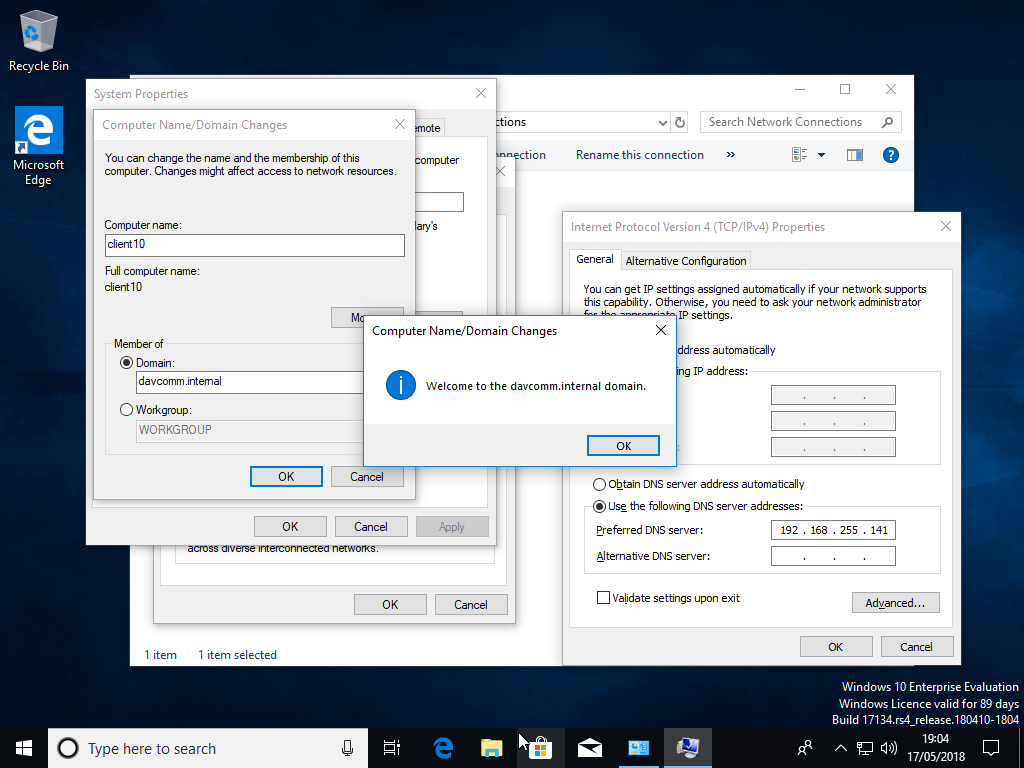 Recycle Bin
Microsoft
Edge
System Properties
Computer Name/Domain Changes
You can change the name and the membership of this
computer. Changes might affect access to network resources.
Computer name:
client10
Full computer name:
client10
Member of
Domain:
davcomm.internal
Workgroup:
WORKGROUP
OK
Cancel
OK
Cancel
Apply
across diverse interconnected networks.
OK
Cancel
1 item
1 item selected
Search Network Connections
Rename this connection
»
computer
Computer Name/Domain Changes
Welcome to the davcomm.internal domain.
OK
Internet Protocol Version 4 (TCP/IPv4) Properties
General
Alternative Configuration
You can get IP settings assigned automatically if your network supports
this capability. Otherwise, you need to ask your network administrator
for the appropriate IP settings.
address automatically
IP address:
Obtain DNS server address automatically
Use the following DNS server addresses:
Preferred DNS server:
192 . 168 . 255 . 141
Alternative DNS server:
Validate settings upon exit
Advanced...
OK
Cancel
Windows 10 Enterprise Evaluation
Windows Licence valid for 89 days
Build 17134.rs4_release.180410-1804
Type here to search
19:04
17/05/2018